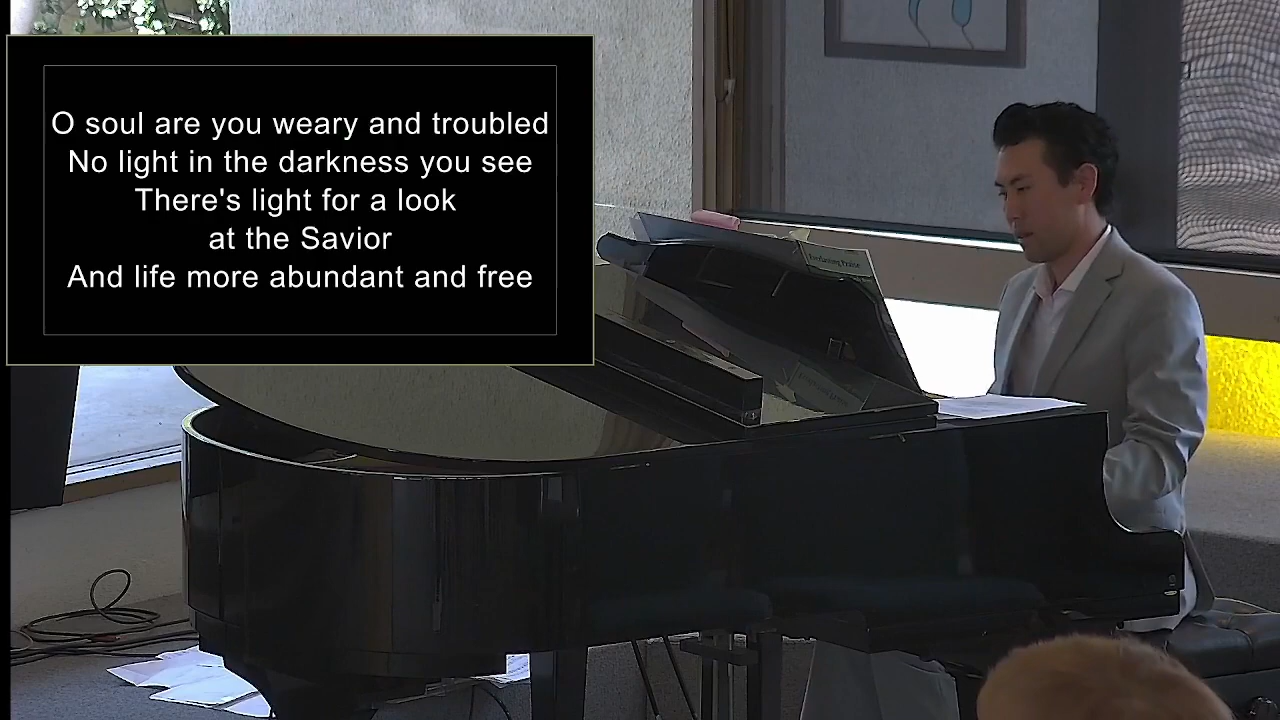 O soul are you weary and troubled
No light in the darkness you see
There's light for a look
at the Savior
And life more abundant and free